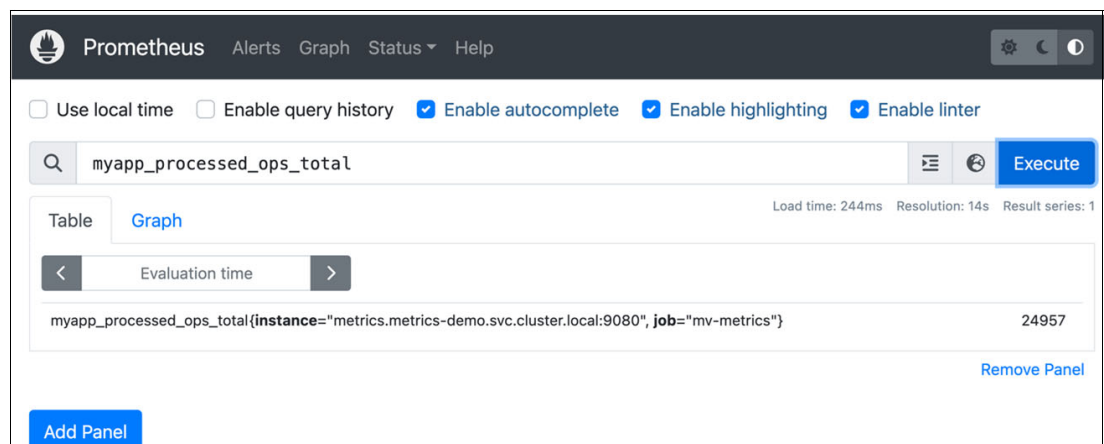 Prometheus Alerts Graph Status Help
Use local time Enable query history Enable autocomplete Enable highlighting Enable linter
myapp_processed_ops_total Execute
Load time: 244ms Resolution: 14s Result series: 1
Table Graph
Evaluation time
myapp_processed_ops_total{instance="metrics.metrics-demo.svc.cluster.local:9080", job="mv-metrics"} 24957
Remove Panel
Add Panel